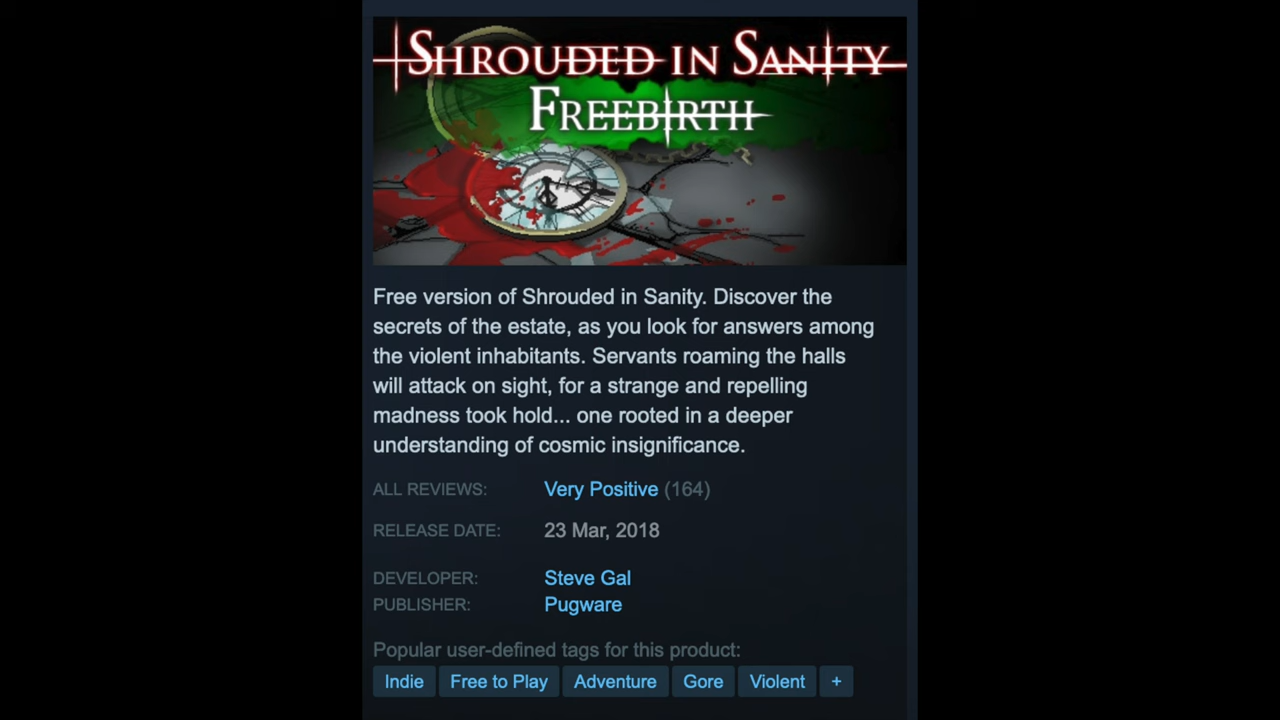 SHROUDED IN SANITY
FREEBIRTH
Free version of Shrouded in Sanity. Discover the
secrets of the estate, as you look for answers among
the violent inhabitants. Servants roaming the halls
will attack on sight, for a strange and repelling
madness took hold... one rooted in a deeper
understanding of cosmic insignificance.
ALL REVIEWS: Very Positive (164)
RELEASE DATE: 23 Mar, 2018
DEVELOPER: Steve Gal
PUBLISHER: Pugware
Popular user-defined tags for this product:
Indie Free to Play Adventure Gore Violent +